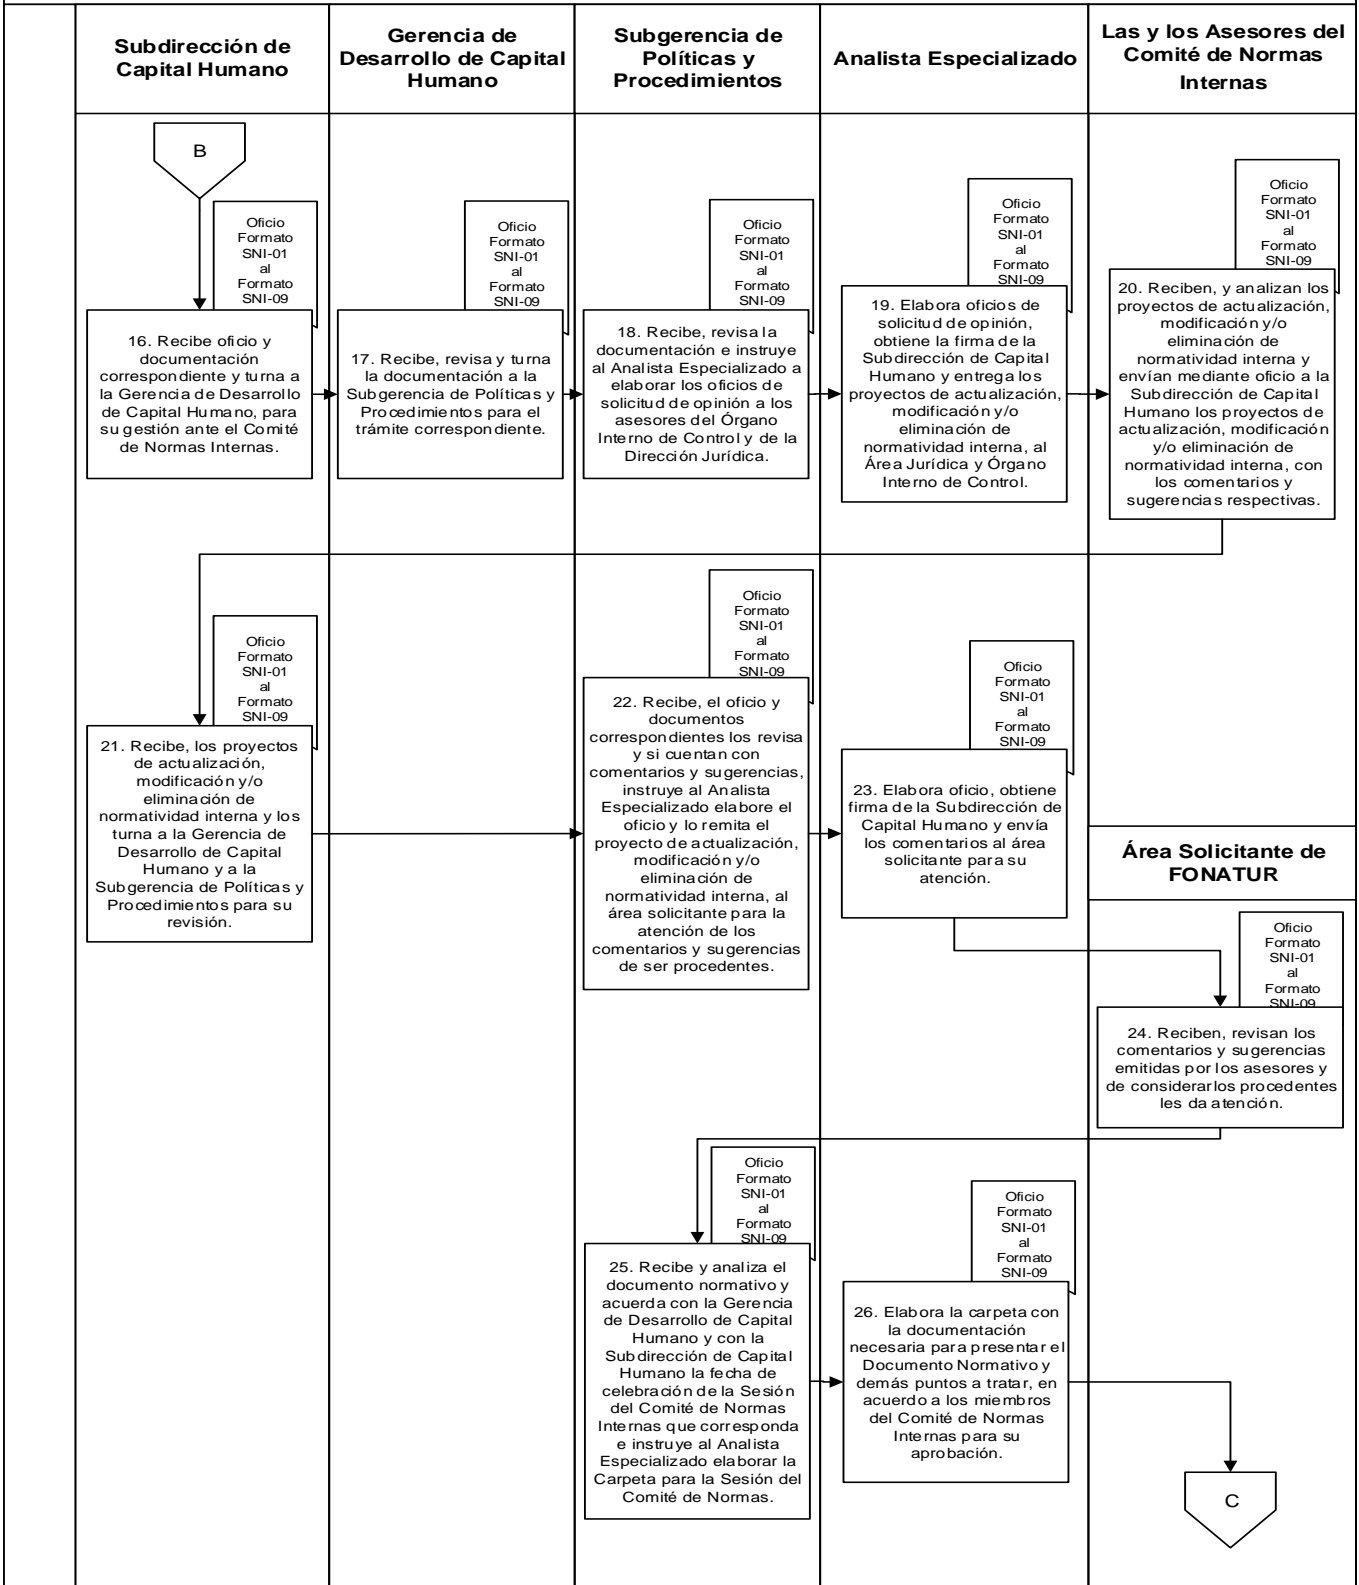 Subdirección de
Capital Humano
Gerencia de
Desarrollo de Capital
Humano
Subgerencia de
Políticas y
Procedimientos
Analista Especializado
Las y los Asesores del
Comité de Normas
Internas
B
Oficio
Formato
SNI-01
al
Formato
SNI-09
16. Recibe oficio y
documentación
correspondiente y turna a
la Gerencia de Desarrollo
de Capital Humano, para
su gestión ante el Comité
de Normas Internas.
Oficio
Formato
SNI-01
al
Formato
SNI-09
17. Recibe, revisa y turna
la documentación a la
Subgerencia de Políticas y
Procedimientos para el
trámite correspondiente.
Oficio
Formato
SNI-01
al
Formato
SNI-09
18. Recibe, revisa la
documentación e instruye
al Analista Especializado a
elaborar los oficios de
solicitud de opinión a los
asesores del Órgano
Interno de Control y de la
Dirección Jurídica.
Oficio
Formato
SNI-01
al
Formato
SNI-09
19. Elabora oficios de
solicitud de opinión,
obtiene la firma de la
Subdirección de Capital
Humano y entrega los
proyectos de actualización,
modificación y/o
eliminación de
normatividad interna, al
Área Jurídica y Órgano
Interno de Control.
Oficio
Formato
SNI-01
al
Formato
SNI-09
20. Reciben, y analizan los
proyectos de actualización,
modificación y/o
eliminación de
normatividad interna y
envían mediante oficio a la
Subdirección de Capital
Humano los proyectos de
actualización, modificación
y/o eliminación de
normatividad interna, con
los comentarios y
sugerencias respectivas.
Oficio
Formato
SNI-01
al
Formato
SNI-09
21. Recibe, los proyectos
de actualización,
modificación y/o
eliminación de
normatividad interna y los
turna a la Gerencia de
Desarrollo de Capital
Humano y a la
Subgerencia de Políticas y
Procedimientos para su
revisión.
Oficio
Formato
SNI-01
al
Formato
SNI-09
22. Recibe, el oficio y
documentos
correspondientes los revisa
y si cuentan con
comentarios y sugerencias,
instruye al Analista
Especializado elabore el
oficio y lo remita el
proyecto de actualización,
modificación y/o
eliminación de
normatividad interna, al
área solicitante para la
atención de los
comentarios y sugerencias
de ser procedentes.
Oficio
Formato
SNI-01
al
Formato
SNI-09
23. Elabora oficio, obtiene
firma de la Subdirección de
Capital Humano y envía
los comentarios al área
solicitante para su
atención.
Área Solicitante de
FONATUR
Oficio
Formato
SNI-01
al
Formato
SNI-09
24. Reciben, revisan los
comentarios y sugerencias
emitidas por los asesores y
de considerarlos procedentes
les da atención.
Oficio
Formato
SNI-01
al
Formato
SNI-09
25. Recibe y analiza el
documento normativo y
acuerda con la Gerencia
de Desarrollo de Capital
Humano y con la
Subdirección de Capital
Humano la fecha de
celebración de la Sesión
del Comité de Normas
Internas que corresponda
e instruye al Analista
Especializado elaborar la
Carpeta para la Sesión del
Comité de Normas.
Oficio
Formato
SNI-01
al
Formato
SNI-09
26. Elabora la carpeta con
la documentación
necesaria para presentar el
Documento Normativo y
demás puntos a tratar, en
acuerdo a los miembros
del Comité de Normas
Internas para su
aprobación.
C